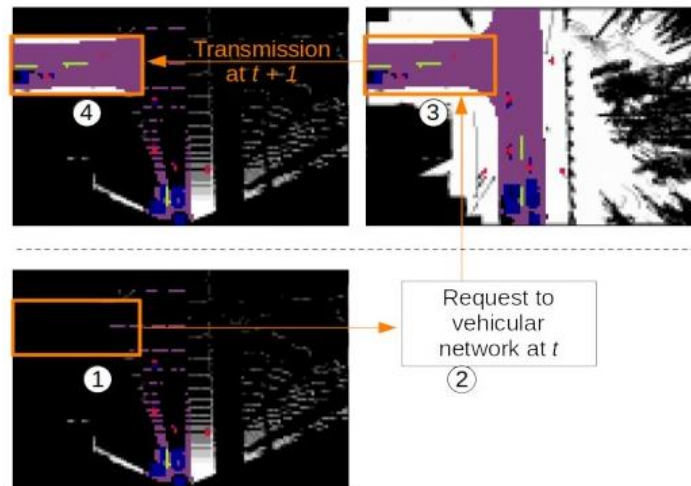 Transmission
at t + 1
4
3
Request to
vehicular
network at t
1
2